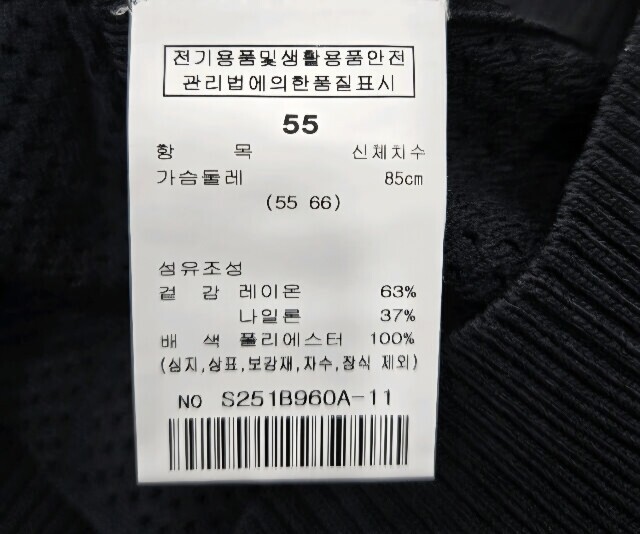 전기용품및생활용품안전
관리법에의한품질표시
55
항 목 신체치수
가슴둘레 85cm
(55 66)
섬유조성
겉 감 레이온 63%
나일론 37%
배 색 폴리에스터 100%
(심지,상표,보강재,자수,장식 제외)
NO S251B960A-11